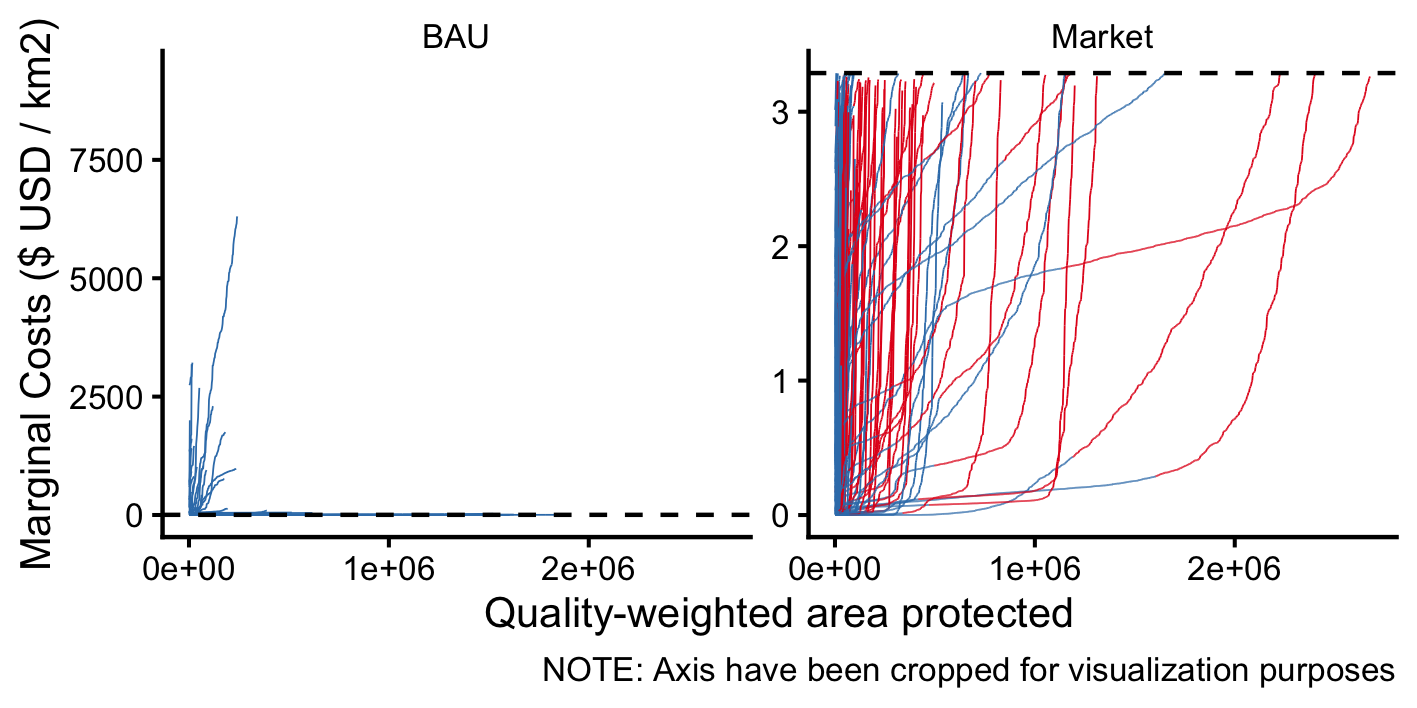 BAU
Market
Marginal Costs ($ USD / km2)
7500
5000
2500
0
3
2
1
0
0e+00
1e+06
2e+06
0e+00
1e+06
2e+06
Quality-weighted area protected
NOTE: Axis have been cropped for visualization purposes